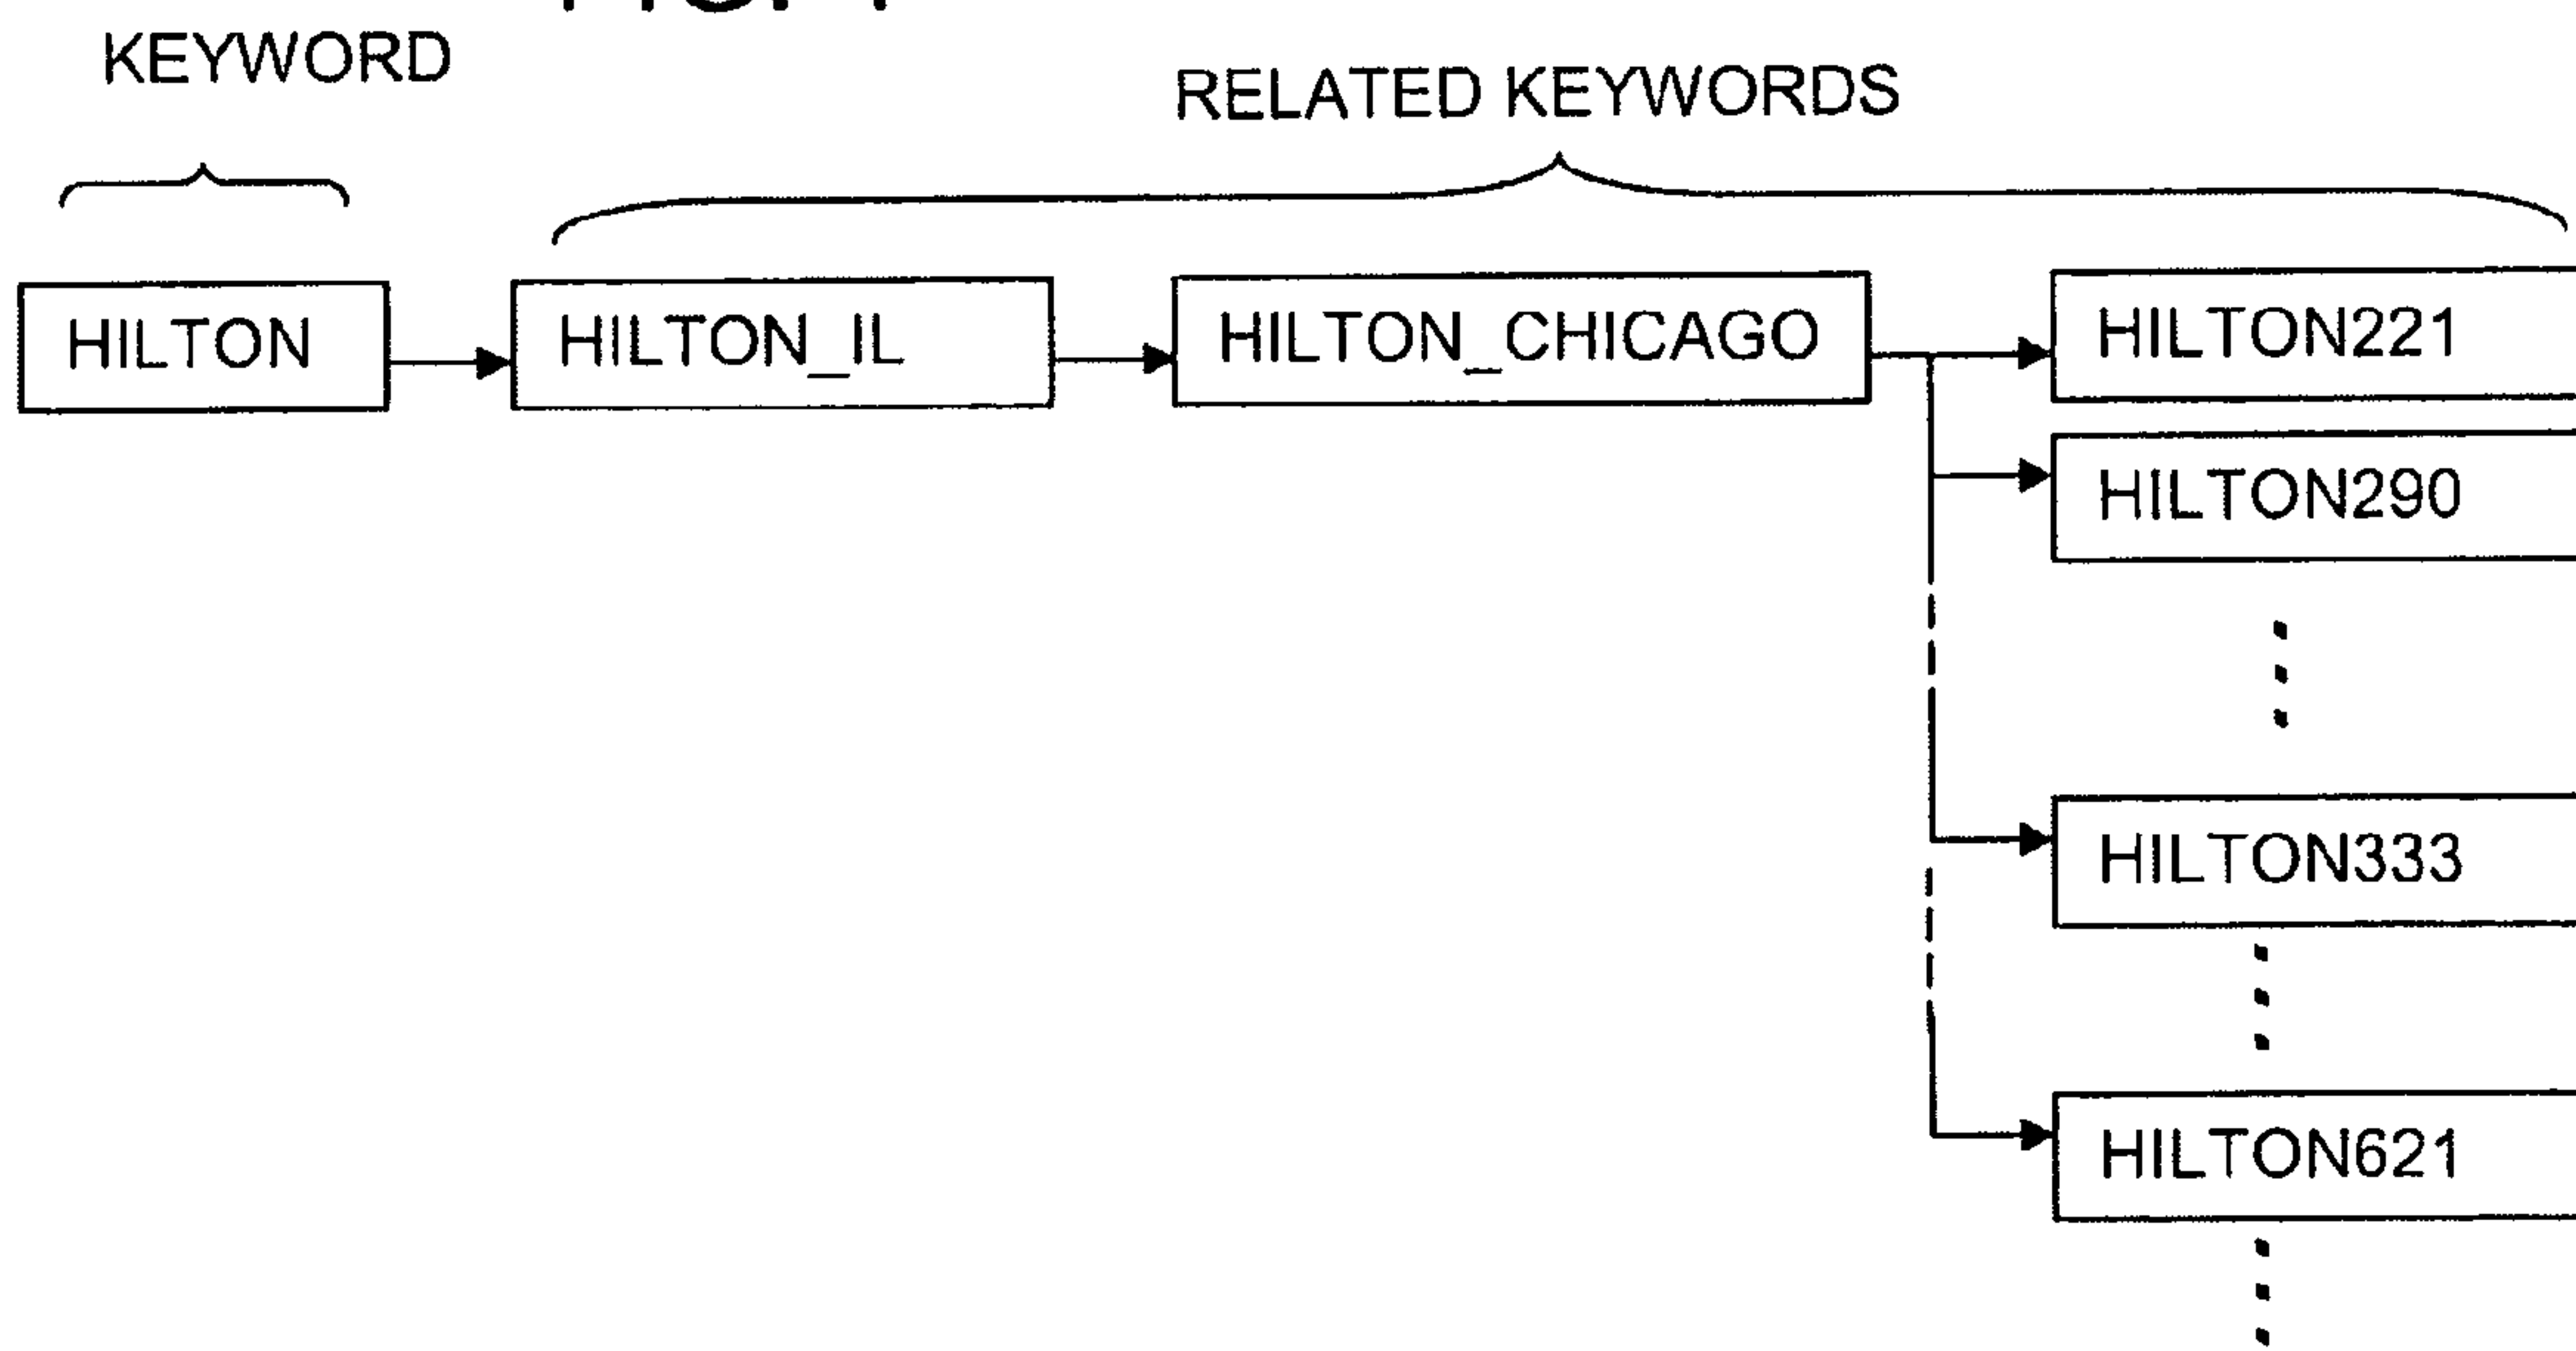 KEYWORD
RELATED KEYWORDS
HILTON
HILTON_IL
HILTON_CHICAGO
HILTON221
HILTON290
HILTON333
HILTON621